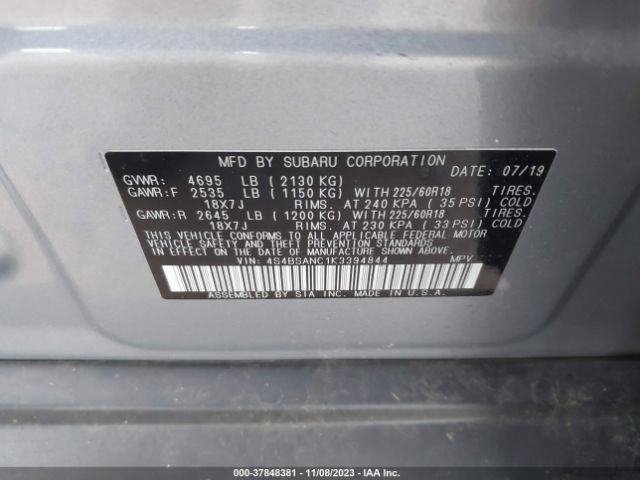 MFD BY SUBARU CORPORATION DATE: 07/19
GVWR: 4695 LB ( 2130 KG)
GAWR:F 2535 LB ( 1150 KG) WITH 225/60R18 TIRES.
18X7J RIMS. AT 240 KPA ( 35 PSI) COLD
GAWR:R 2645 LB ( 1200 KG) WITH 225/60R18 TIRES.
18X7J RIMS. AT 230 KPA ( 33 PSI) COLD
THIS VEHICLE CONFORMS TO ALL APPLICABLE FEDERAL MOTOR
VEHICLE SAFETY AND THEFT PREVENTION STANDARDS
IN EFFECT ON THE DATE OF MANUFACTURE SHOWN ABOVE.
VIN: 4S4BSANC1K3394844 MPV
ASSEMBLED BY SIA INC. MADE IN U.S.A.
00-37848381 - 11/08/2023 - IAA